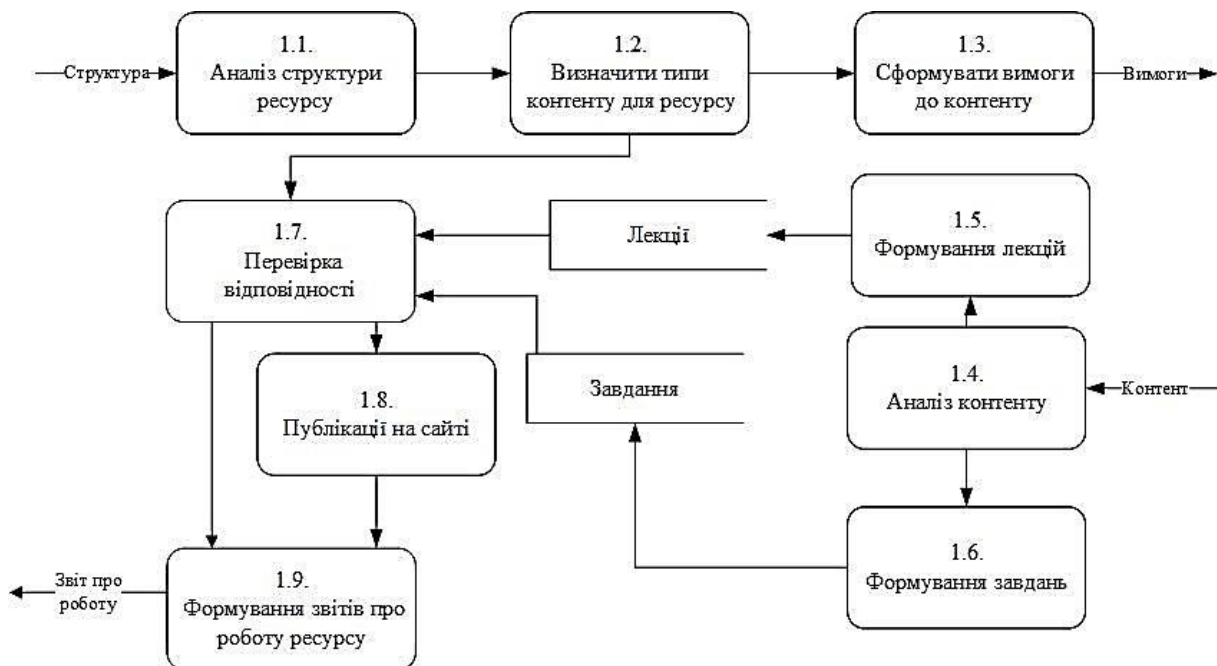 Структура
1.1.
Аналіз структури
ресурсу
1.2.
Визначити типи
контенту для ресурсу
1.3.
Сформувати вимоги
до контенту
Вимоги
1.7.
Перевірка
відповідності
Лекції
1.5.
Формування лекцій
1.8.
Публікації на сайті
Завдання
1.4.
Аналіз контенту
Контент
Звіт про
роботу
1.9.
Формування звітів про
роботу ресурсу
1.6.
Формування завдань